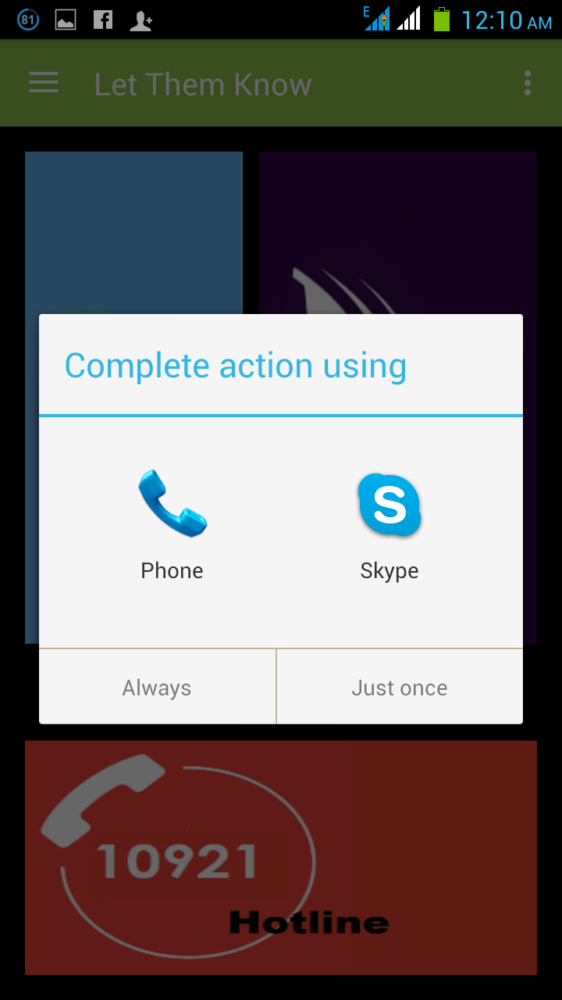 81
E
12:10 AM
Let Them Know
Complete action using
S
Phone
Skype
Always
Just once
10921
Hotline